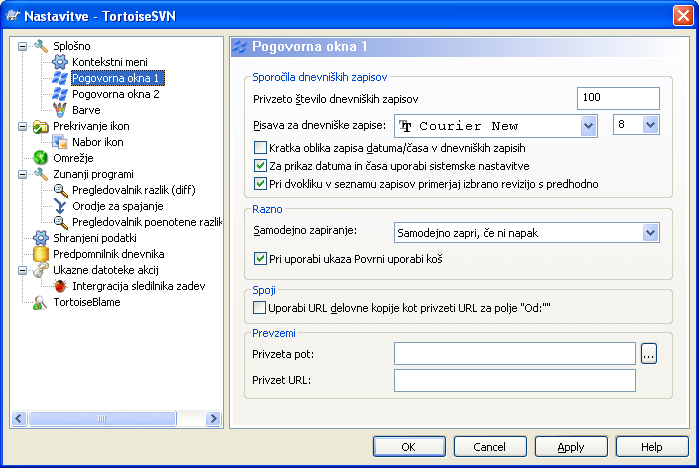 Nastavitve - TortoiseSVN
Splošno
Kontekstni meni
Pogovorna okna 1
Pogovorna okna 2
Barve
Prekrivanje ikon
Nabor ikon
Omrežje
Zunanji programi
Pregledovalnik razlik (diff)
Orodje za spajanje
Pregledovalnik poenotene razlik
Shranjeni podatki
Predpomnilnik dnevnika
Ukazne datoteke akcij
Intergracija sledilnika zadev
TortoiseBlame
Pogovorna okna 1
Sporočila dnevniških zapisov
Privzeto število dnevniških zapisov 100
Pisava za dnevniške zapise: Courier New 8
Kratka oblika zapisa datuma/časa v dnevniških zapisih
Za prikaz datuma in časa uporabi sistemske nastavitve
Pri dvokliku v seznamu zapisov primerjaj izbrano revizijo s predhodno
Razno
Samodejno zapiranje: Samodejno zapri, če ni napak
Pri uporabi ukaza Povrni uporabi koš
Spoji
Uporabi URL delovne kopije kot privzeti URL za polje "Od:""
Prevzemi
Privzeta pot: ...
Privzet URL:
OK Cancel Apply Help